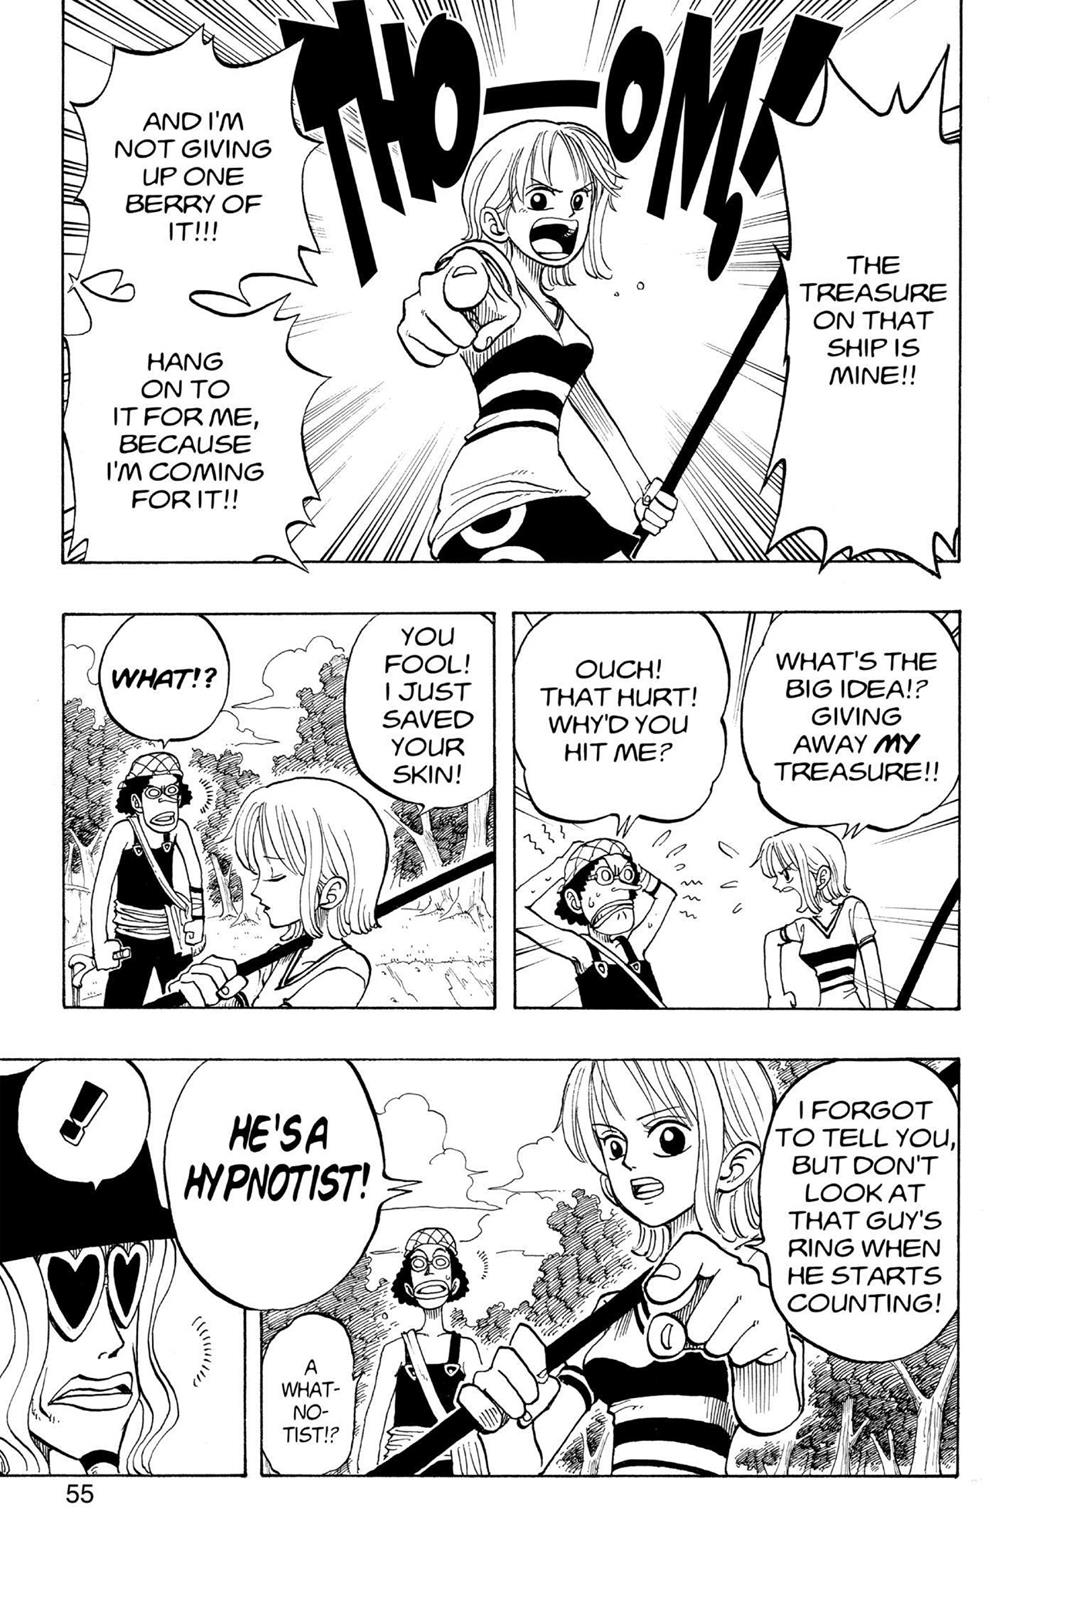 THO—OM!
THE
TREASURE
ON THAT
SHIP IS
MINE!!
AND I'M
NOT GIVING
UP ONE
BERRY OF
IT!!!
HANG
ON TO
IT FOR ME,
BECAUSE
I'M COMING
FOR IT!!
WHAT'S THE
BIG IDEA!?
GIVING
AWAY MY
TREASURE!!
OUCH!
THAT HURT!
WHY'D YOU
HIT ME?
YOU
FOOL!
I JUST
SAVED
YOUR
SKIN!
WHAT!?
I FORGOT
TO TELL YOU,
BUT DON'T
LOOK AT
THAT GUY'S
RING WHEN
HE STARTS
COUNTING!
HE'S A
HYPNOTIST!
A
WHAT-
NO-
TIST!?
!
55